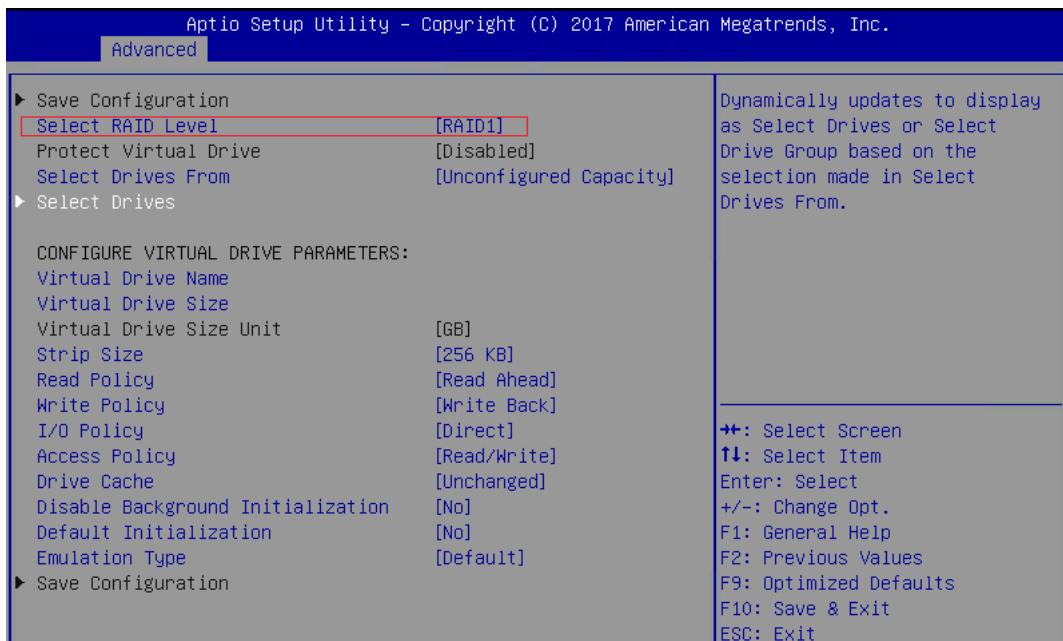 Aptio Setup Utility – Copyright (C) 2017 American Megatrends, Inc.
Advanced
▶ Save Configuration
Select RAID Level [RAID1]
Protect Virtual Drive [Disabled]
Select Drives From [Unconfigured Capacity]
▶ Select Drives
CONFIGURE VIRTUAL DRIVE PARAMETERS:
Virtual Drive Name
Virtual Drive Size
Virtual Drive Size Unit [GB]
Strip Size [256 KB]
Read Policy [Read Ahead]
Write Policy [Write Back]
I/O Policy [Direct]
Access Policy [Read/Write]
Drive Cache [Unchanged]
Disable Background Initialization [No]
Default Initialization [No]
Emulation Type [Default]
▶ Save Configuration
Dynamically updates to display
as Select Drives or Select
Drive Group based on the
selection made in Select
Drives From.
→←: Select Screen
↑↓: Select Item
Enter: Select
+/-: Change Opt.
F1: General Help
F2: Previous Values
F9: Optimized Defaults
F10: Save & Exit
ESC: Exit